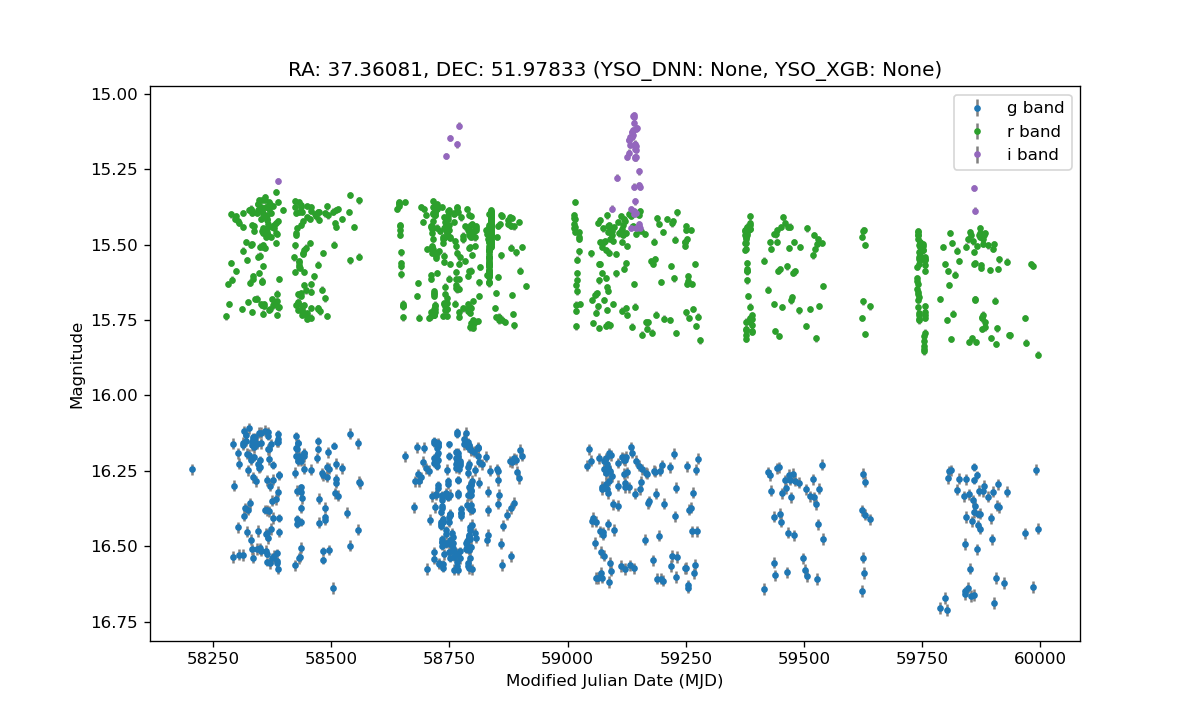 RA: 37.36081, DEC: 51.97833 (YSO_DNN: None, YSO_XGB: None)
g band
r band
i band
15.00
15.25
15.50
15.75
16.00
16.25
16.50
16.75
Magnitude
58250
58500
58750
59000
59250
59500
59750
60000
Modified Julian Date (MJD)